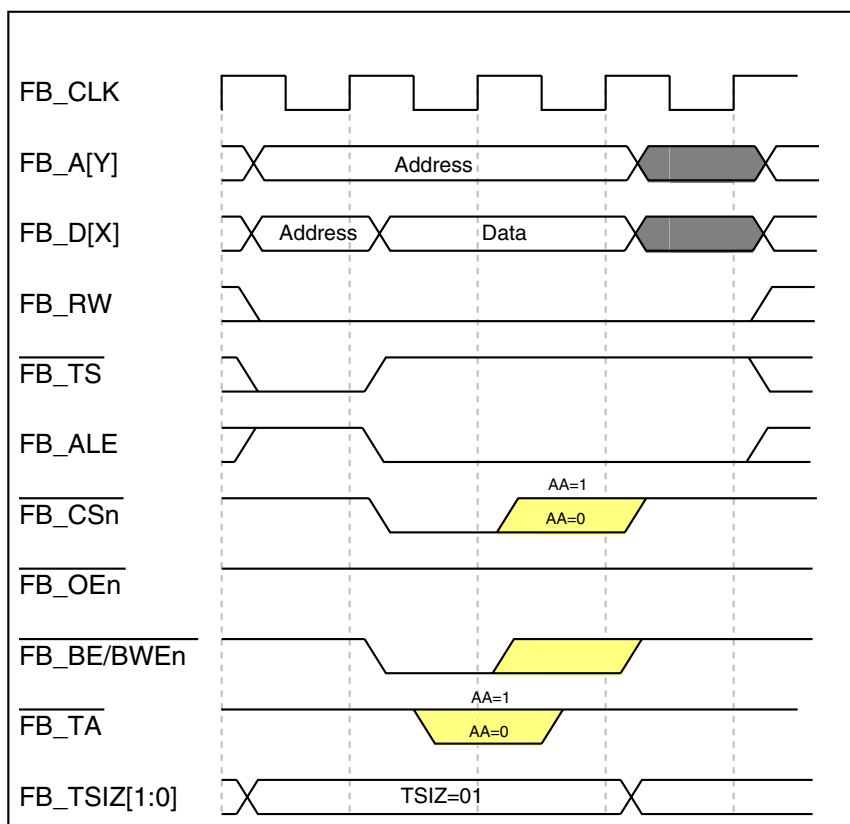 FB_CLK
FB_A[Y]
Address
FB_D[X]
Address
Data
FB_RW
FB_TS
FB_ALE
AA=1
FB_CSn
AA=0
FB_OEn
FB_BE/BWEn
AA=1
FB_TA
AA=0
FB_TSIZ[1:0]
TSIZ=01